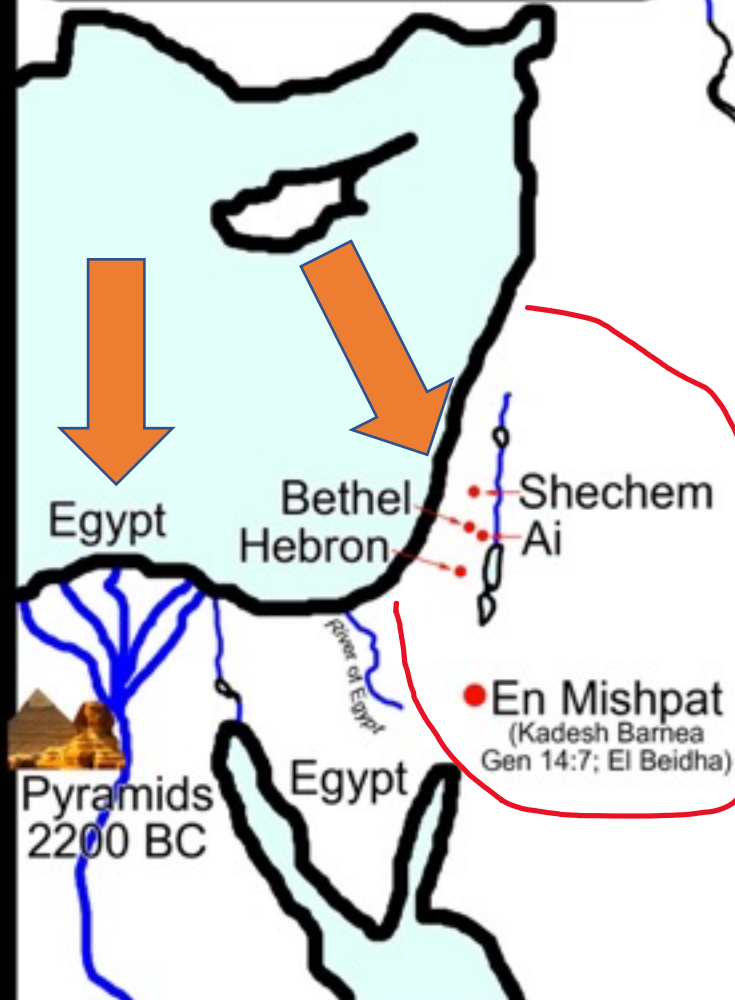 Bethel
Shechem
Egypt
Hebron
Ai
River of Egypt
En Mishpat
(Kadesh Barnea
Gen 14:7; El Beidha)
Egypt
Pyramids
2200 BC